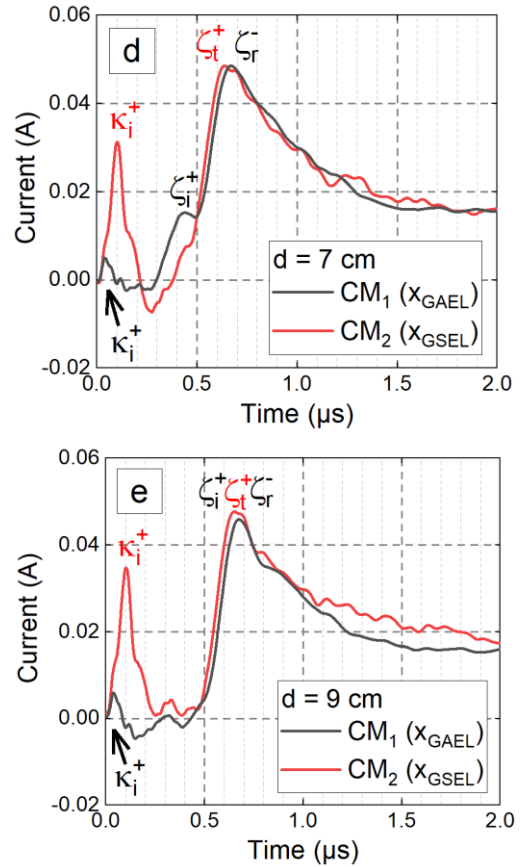 d
ζt+ ζr-
κi+
ζi+
κi+
d = 7 cm
CM1 (xGAEL)
CM2 (xGSEL)
Current (A)
0.06
0.04
0.02
0.00
-0.02
0.0 0.5 1.0 1.5 2.0
Time (μs)
e
ζi+ ζt+ ζr-
κi+
κi+
d = 9 cm
CM1 (xGAEL)
CM2 (xGSEL)
Current (A)
0.06
0.04
0.02
0.00
-0.02
0.0 0.5 1.0 1.5 2.0
Time (μs)